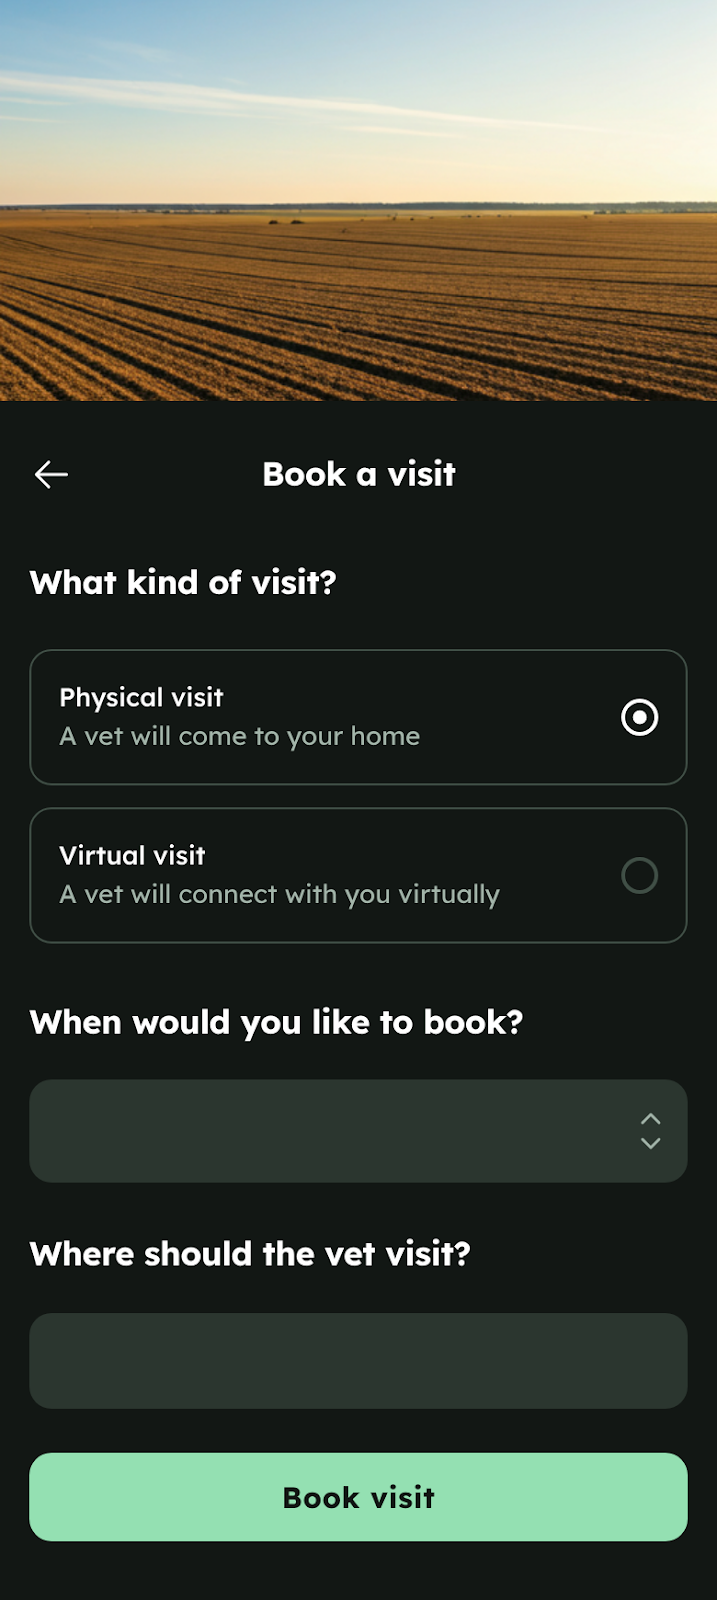 Book a visit
What kind of visit?
Physical visit
A vet will come to your home
Virtual visit
A vet will connect with you virtually
When would you like to book?
Where should the vet visit?
Book visit